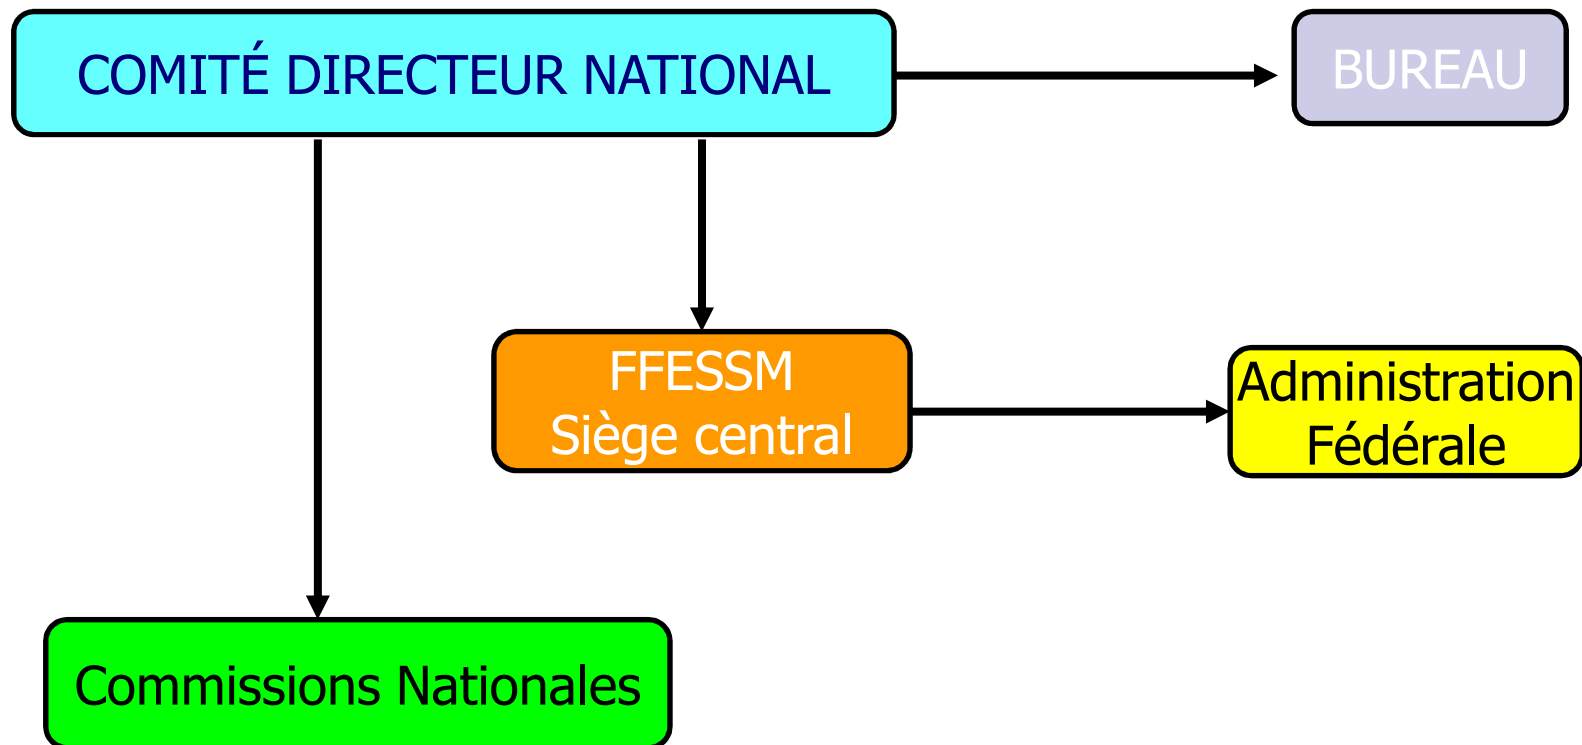 COMITÉ DIRECTEUR NATIONAL
BUREAU
FFESSM
Siège central
Administration
Fédérale
Commissions Nationales